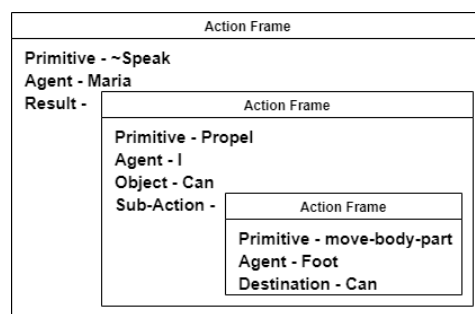 Action Frame
Primitive - ~Speak
Agent - Maria
Result -
Action Frame
Primitive - Propel
Agent - I
Object - Can
Sub-Action -
Action Frame
Primitive - move-body-part
Agent - Foot
Destination - Can